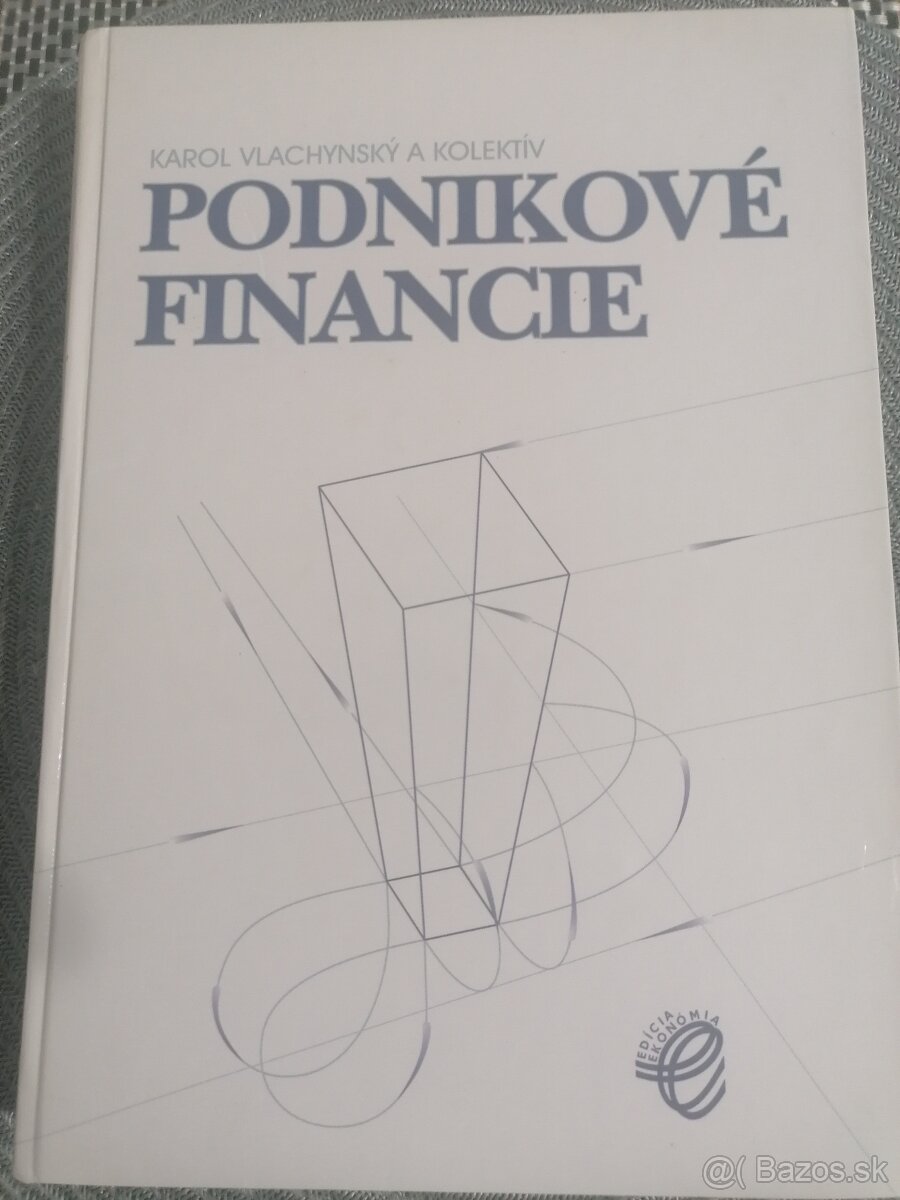 KAROL VLACHYNSKÝ A KOLEKTÍV
PODNIKOVÉ
FINANCIE
EDÍCIA
EKONÓMIA
@( Bazos.sk